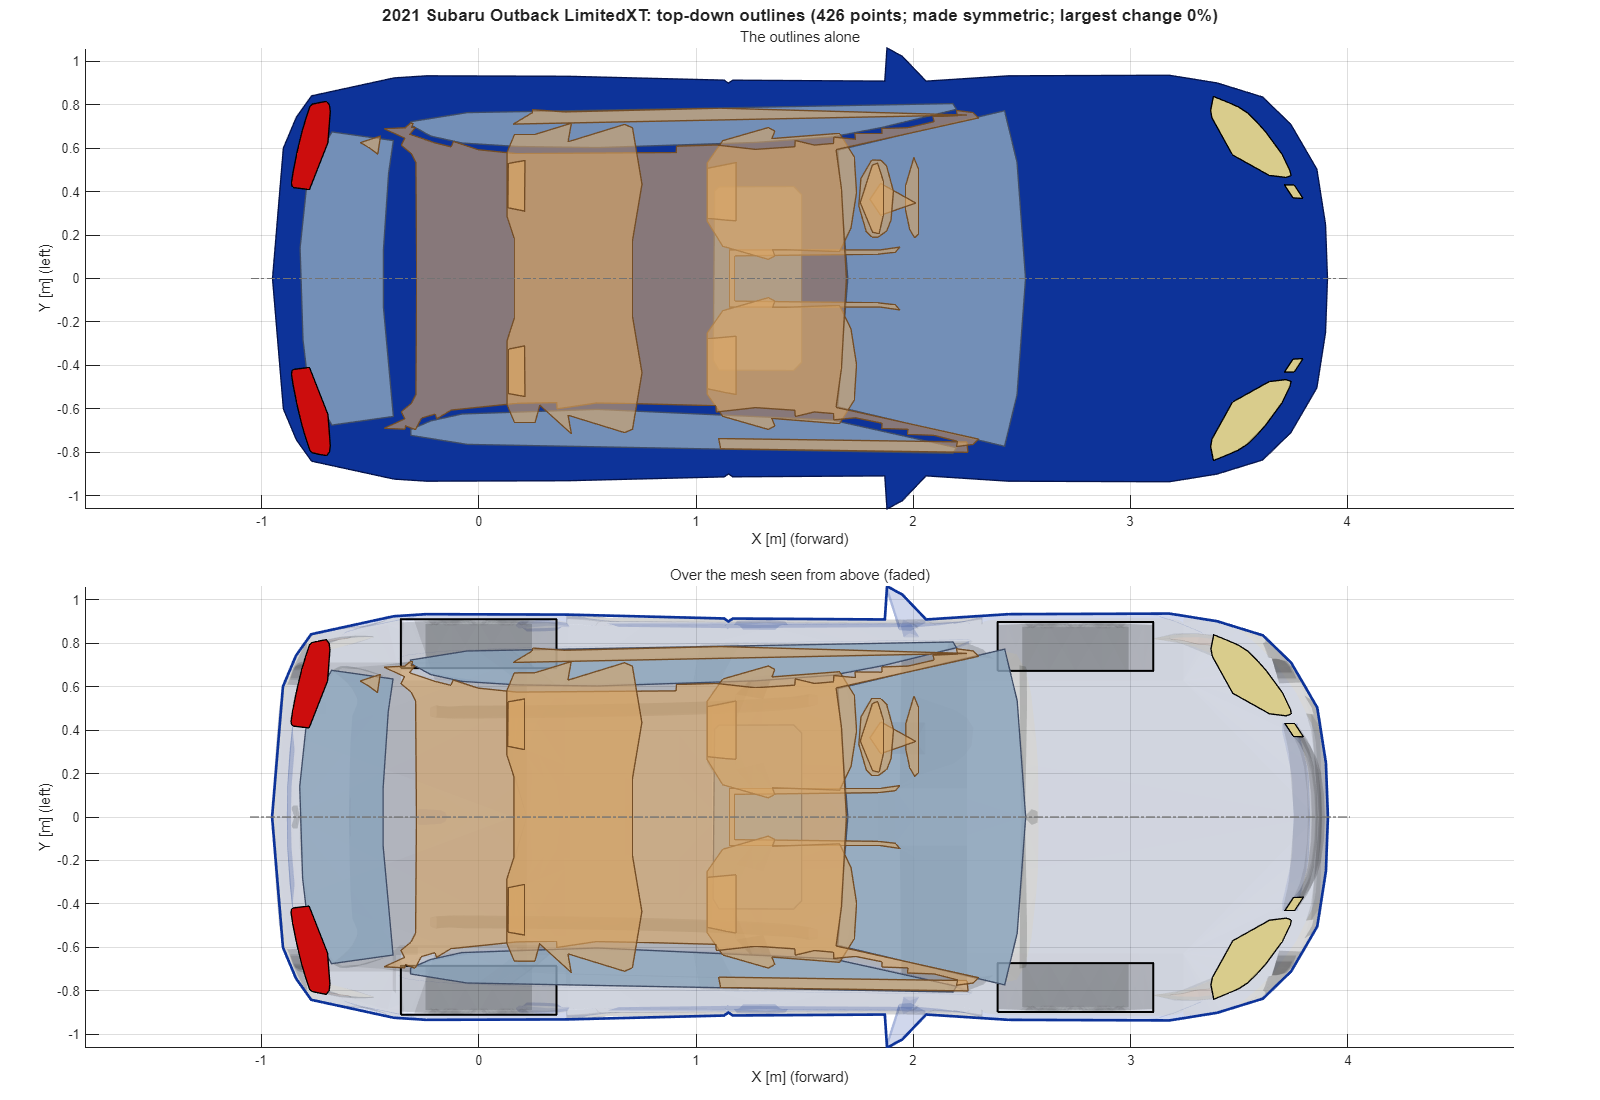 2021 Subaru Outback LimitedXT: top-down outlines (426 points; made symmetric; largest change 0%)
The outlines alone
1
0.8
0.6
0.4
0.2
0
-0.2
-0.4
-0.6
-0.8
-1
Y [m] (left)
-1 0 1 2 3 4
X [m] (forward)
Over the mesh seen from above (faded)
1
0.8
0.6
0.4
0.2
0
-0.2
-0.4
-0.6
-0.8
-1
Y [m] (left)
-1 0 1 2 3 4
X [m] (forward)